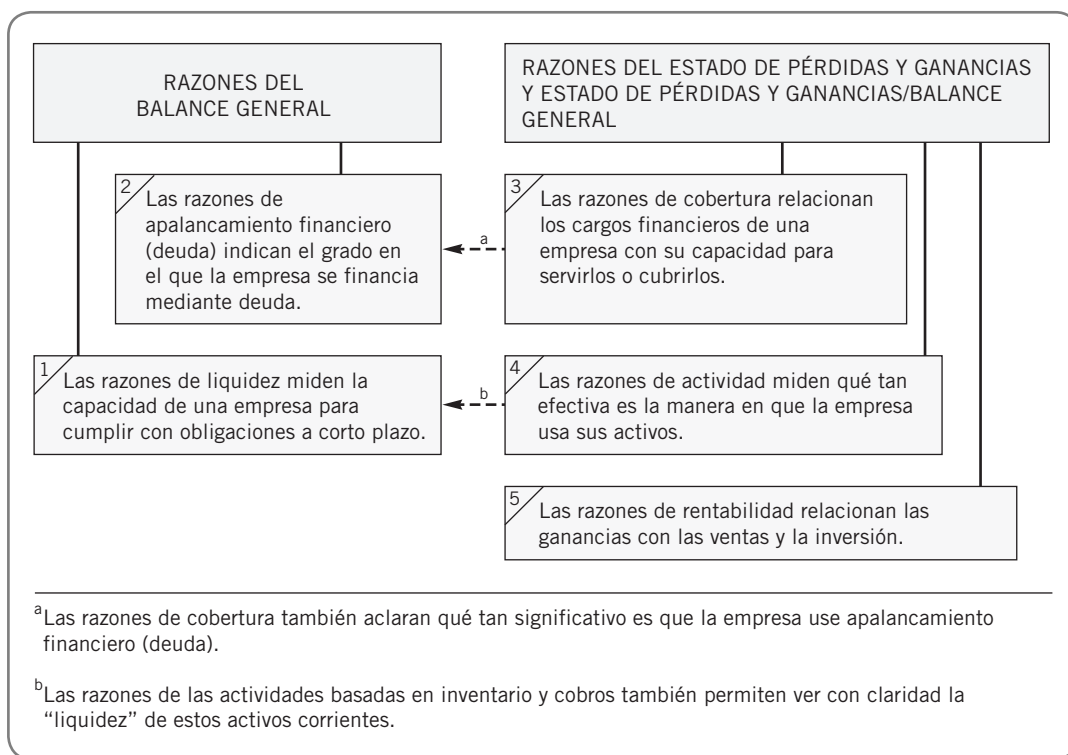 RAZONES DEL
BALANCE GENERAL
RAZONES DEL ESTADO DE PÉRDIDAS Y GANANCIAS
Y ESTADO DE PÉRDIDAS Y GANANCIAS/BALANCE
GENERAL
2
Las razones de
apalancamiento financiero
(deuda) indican el grado en
el que la empresa se financia
mediante deuda.
a
3
Las razones de cobertura relacionan
los cargos financieros de una
empresa con su capacidad para
servirlos o cubrirlos.
1
Las razones de liquidez miden la
capacidad de una empresa para
cumplir con obligaciones a corto plazo.
b
4
Las razones de actividad miden qué tan
efectiva es la manera en que la empresa
usa sus activos.
5
Las razones de rentabilidad relacionan las
ganancias con las ventas y la inversión.
a Las razones de cobertura también aclaran qué tan significativo es que la empresa use apalancamiento
financiero (deuda).
b Las razones de las actividades basadas en inventario y cobros también permiten ver con claridad la
“liquidez” de estos activos corrientes.